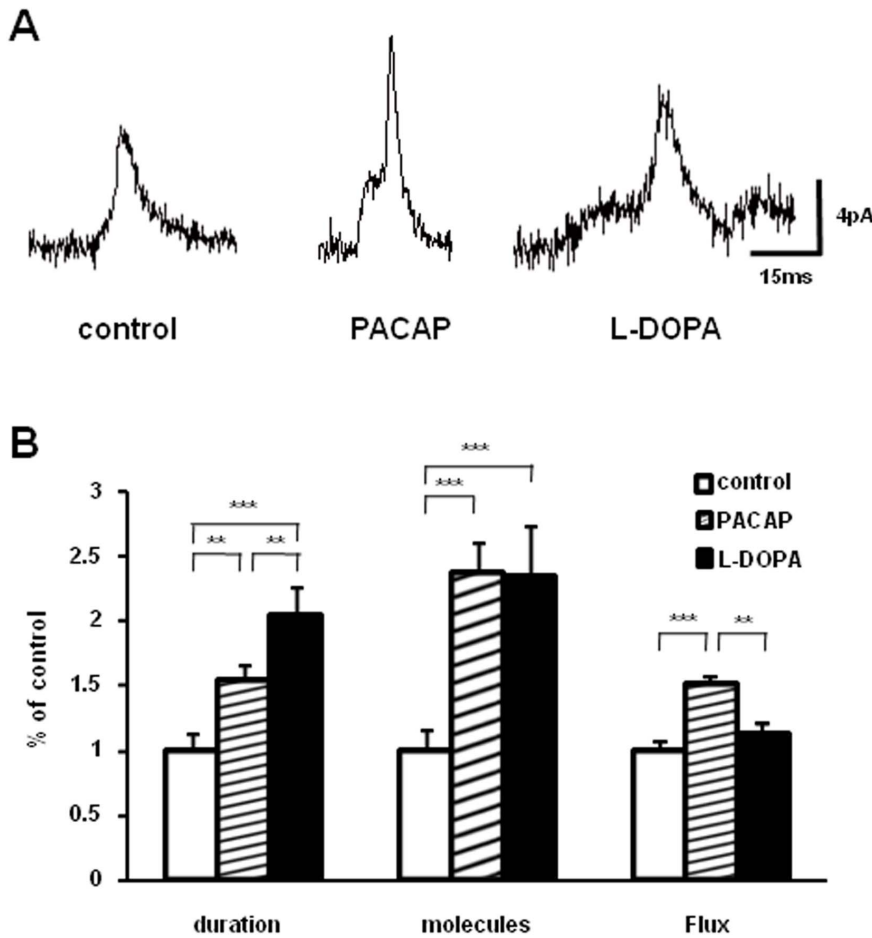 A
4pA
15ms
control PACAP L-DOPA
B
***
***
*** control
3
*** PACAP
** ** L-DOPA
2.5
2
*** **
1.5
1
0.5
0
% of control
duration molecules Flux